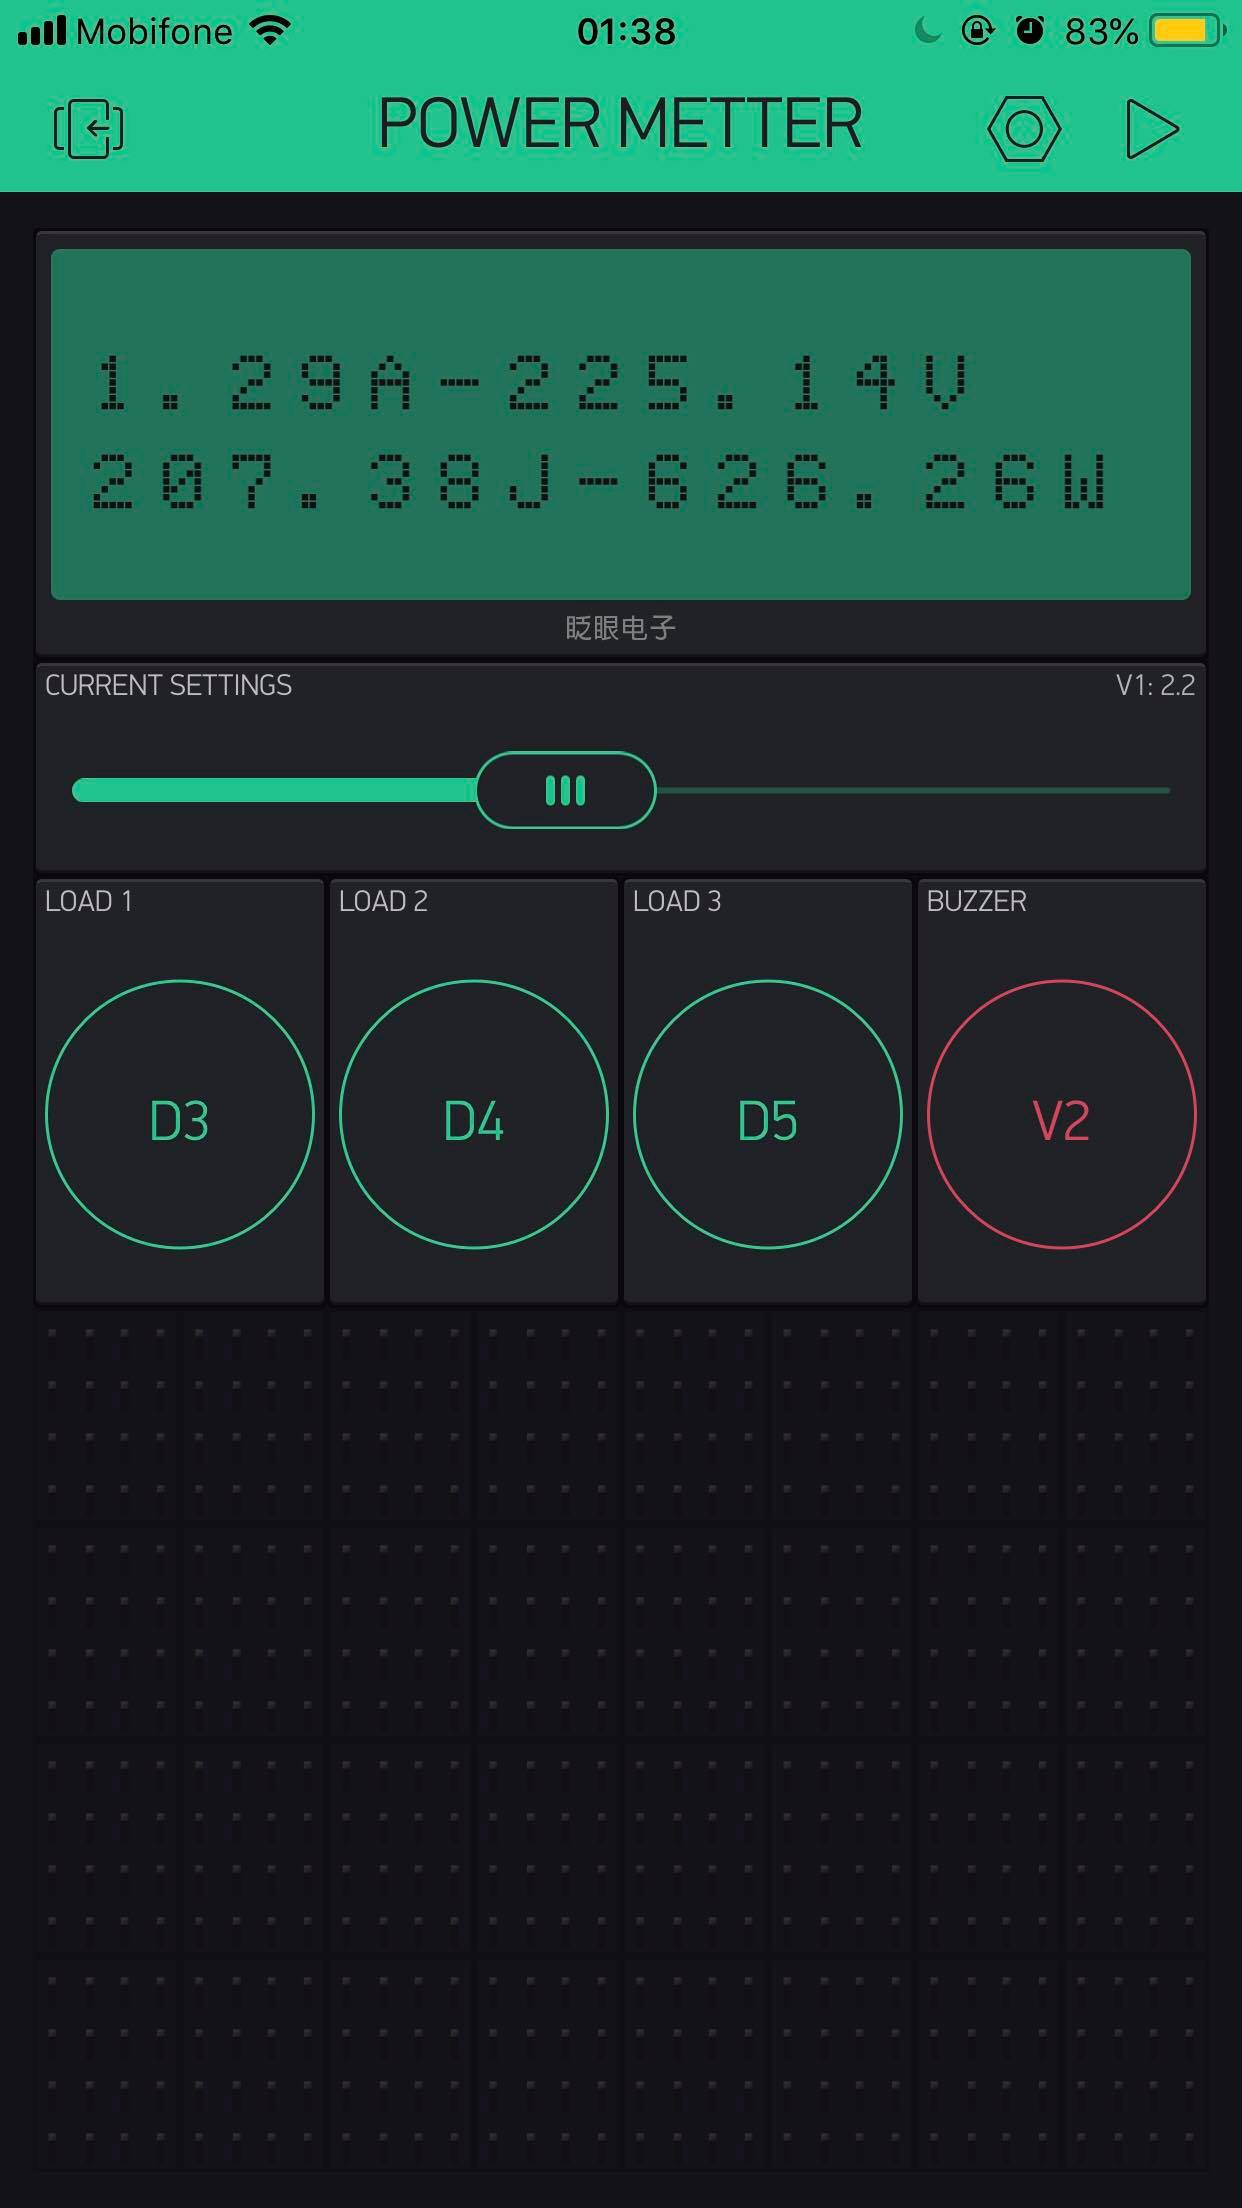 Mobifone 01:38 83%
POWER METTER
1.29A-225.14V
207.38J-626.26W
眨眼电子
CURRENT SETTINGS V1: 2.2
LOAD 1 LOAD 2 LOAD 3 BUZZER
D3 D4 D5 V2